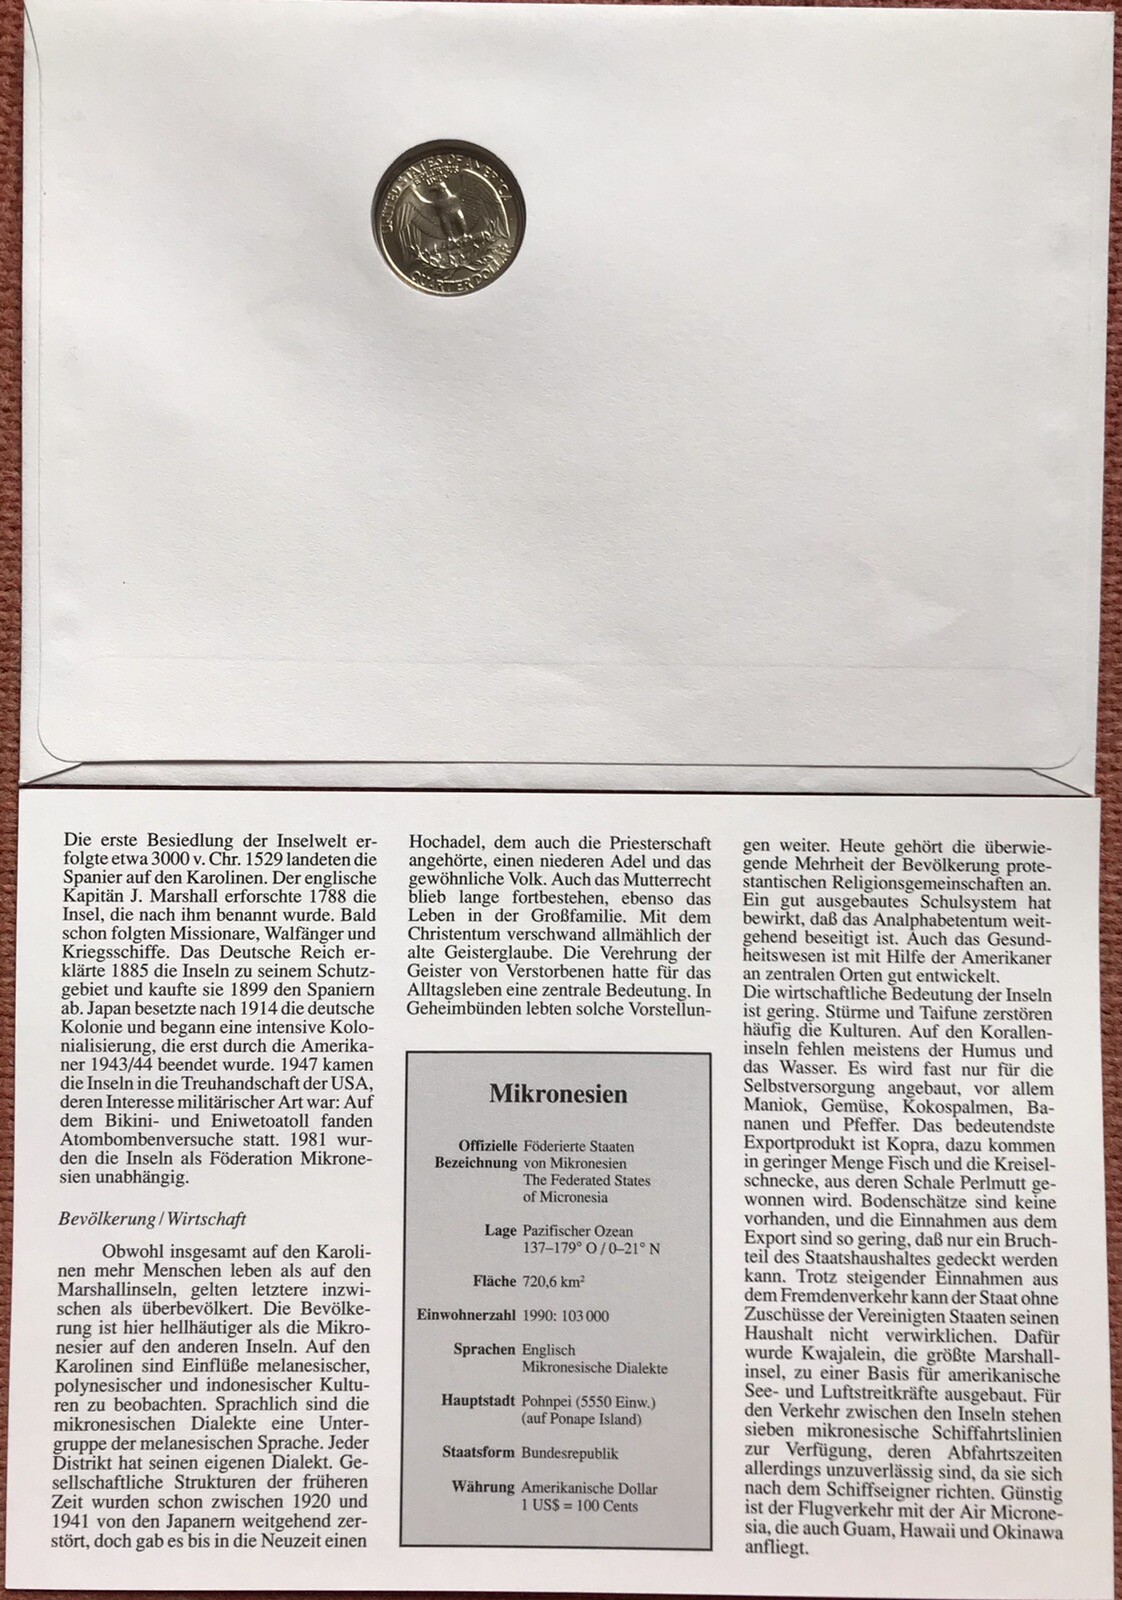 UNITED STATES OF AMERICA
E PLURIBUS
UNUM
QUARTER DOLLAR
Die erste Besiedlung der Inselwelt er-
folgte etwa 3000 v. Chr. 1529 landeten die
Spanier auf den Karolinen. Der englische
Kapitän J. Marshall erforschte 1788 die
Insel, die nach ihm benannt wurde. Bald
schon folgten Missionare, Walfänger und
Kriegsschiffe. Das Deutsche Reich er-
klärte 1885 die Inseln zu seinem Schutz-
gebiet und kaufte sie 1899 den Spaniern
ab. Japan besetzte nach 1914 die deutsche
Kolonie und begann eine intensive Kolo-
nialisierung, die erst durch die Amerika-
ner 1943/44 beendet wurde. 1947 kamen
die Inseln in die Treuhandschaft der USA,
deren Interesse militärischer Art war: Auf
dem Bikini- und Eniwetoatoll fanden
Atombombenversuche statt. 1981 wur-
den die Inseln als Föderation Mikrone-
sien unabhängig.
Bevölkerung / Wirtschaft
Obwohl insgesamt auf den Karoli-
nen mehr Menschen leben als auf den
Marshallinseln, gelten letztere inzwi-
schen als überbevölkert. Die Bevölke-
rung ist hier hellhäutiger als die Mikro-
nesier auf den anderen Inseln. Auf den
Karolinen sind Einflüße melanesischer,
polynesischer und indonesischer Kultu-
ren zu beobachten. Sprachlich sind die
mikronesischen Dialekte eine Unter-
gruppe der melanesischen Sprache. Jeder
Distrikt hat seinen eigenen Dialekt. Ge-
sellschaftliche Strukturen der früheren
Zeit wurden schon zwischen 1920 und
1941 von den Japanern weitgehend zer-
stört, doch gab es bis in die Neuzeit einen
Hochadel, dem auch die Priesterschaft
angehörte, einen niederen Adel und das
gewöhnliche Volk. Auch das Mutterrecht
blieb lange fortbestehen, ebenso das
Leben in der Großfamilie. Mit dem
Christentum verschwand allmählich der
alte Geisterglaube. Die Verehrung der
Geister von Verstorbenen hatte für das
Alltagsleben eine zentrale Bedeutung. In
Geheimbünden lebten solche Vorstellun-
Mikronesien
Offizielle Föderierte Staaten
Bezeichnung von Mikronesien
The Federated States
of Micronesia
Lage Pazifischer Ozean
137–179° O / 0–21° N
Fläche 720,6 km²
Einwohnerzahl 1990: 103 000
Sprachen Englisch
Mikronesische Dialekte
Hauptstadt Pohnpei (5550 Einw.)
(auf Ponape Island)
Staatsform Bundesrepublik
Währung Amerikanische Dollar
1 US$ = 100 Cents
gen weiter. Heute gehört die überwie-
gende Mehrheit der Bevölkerung prote-
stantischen Religionsgemeinschaften an.
Ein gut ausgebautes Schulsystem hat
bewirkt, daß das Analphabetentum weit-
gehend beseitigt ist. Auch das Gesund-
heitswesen ist mit Hilfe der Amerikaner
an zentralen Orten gut entwickelt.
Die wirtschaftliche Bedeutung der Inseln
ist gering. Stürme und Taifune zerstören
häufig die Kulturen. Auf den Korallen-
inseln fehlen meistens der Humus und
das Wasser. Es wird fast nur für die
Selbstversorgung angebaut, vor allem
Maniok, Gemüse, Kokospalmen, Ba-
nanen und Pfeffer. Das bedeutendste
Exportprodukt ist Kopra, dazu kommen
in geringer Menge Fisch und die Kreisel-
schnecke, aus deren Schale Perlmutt ge-
wonnen wird. Bodenschätze sind keine
vorhanden, und die Einnahmen aus dem
Export sind so gering, daß nur ein Bruch-
teil des Staatshaushaltes gedeckt werden
kann. Trotz steigender Einnahmen aus
dem Fremdenverkehr kann der Staat ohne
Zuschüsse der Vereinigten Staaten seinen
Haushalt nicht verwirklichen. Dafür
wurde Kwajalein, die größte Marshall-
insel, zu einer Basis für amerikanische
See- und Luftstreitkräfte ausgebaut. Für
den Verkehr zwischen den Inseln stehen
sieben mikronesische Schiffahrtslinien
zur Verfügung, deren Abfahrtszeiten
allerdings unzuverlässig sind, da sie sich
nach dem Schiffseigner richten. Günstig
ist der Flugverkehr mit der Air Microne-
sia, die auch Guam, Hawaii und Okinawa
anfliegt.